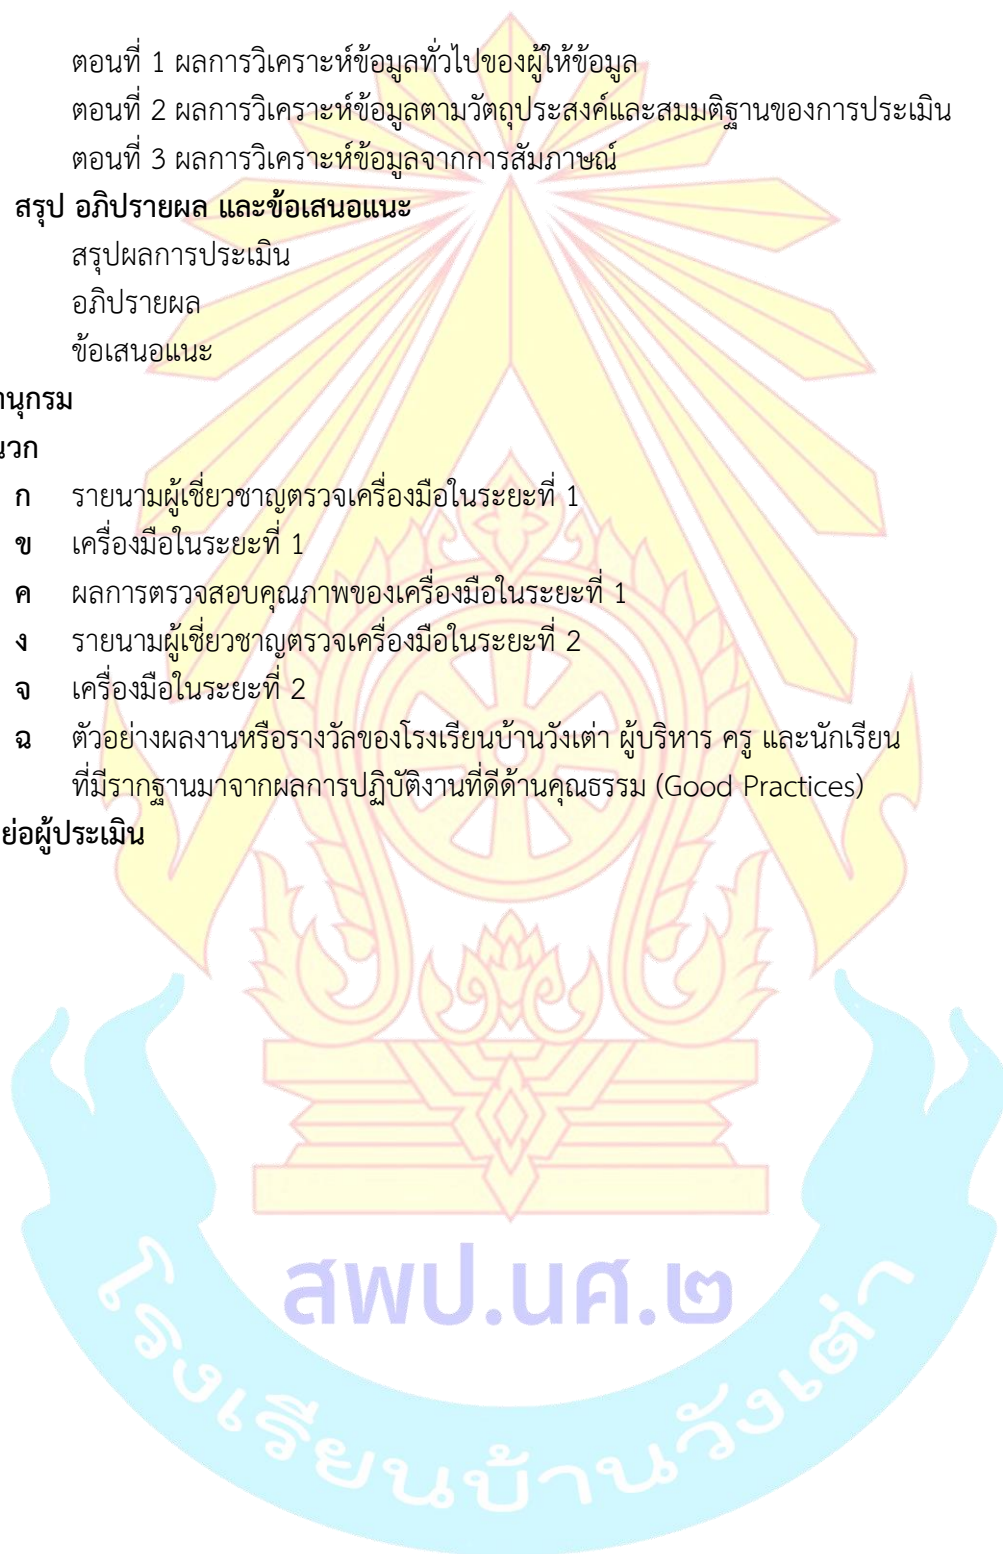 ตอนที่ 1 ผลการวิเคราะห์ข้อมูลทั่วไปของผู้ให้ข้อมูล
ตอนที่ 2 ผลการวิเคราะห์ข้อมูลตามวัตถุประสงค์และสมมติฐานของการประเมิน
ตอนที่ 3 ผลการวิเคราะห์ข้อมูลจากการสัมภาษณ์
สรุป อภิปรายผล และข้อเสนอแนะ
สรุปผลการประเมิน
อภิปรายผล
ข้อเสนอแนะ
านุกรม
นวก
ก รายนามผู้เชี่ยวชาญตรวจเครื่องมือในระยะที่ 1
ข เครื่องมือในระยะที่ 1
ค ผลการตรวจสอบคุณภาพของเครื่องมือในระยะที่ 1
ง รายนามผู้เชี่ยวชาญตรวจเครื่องมือในระยะที่ 2
จ เครื่องมือในระยะที่ 2
ฉ ตัวอย่างผลงานหรือรางวัลของโรงเรียนบ้านวังเต่า ผู้บริหาร ครู และนักเรียน
ที่มีรากฐานมาจากผลการปฏิบัติงานที่ดีด้านคุณธรรม (Good Practices)
ย่อผู้ประเมิน
สพป.นศ.๒
โรงเรียนบ้านวังเต่า